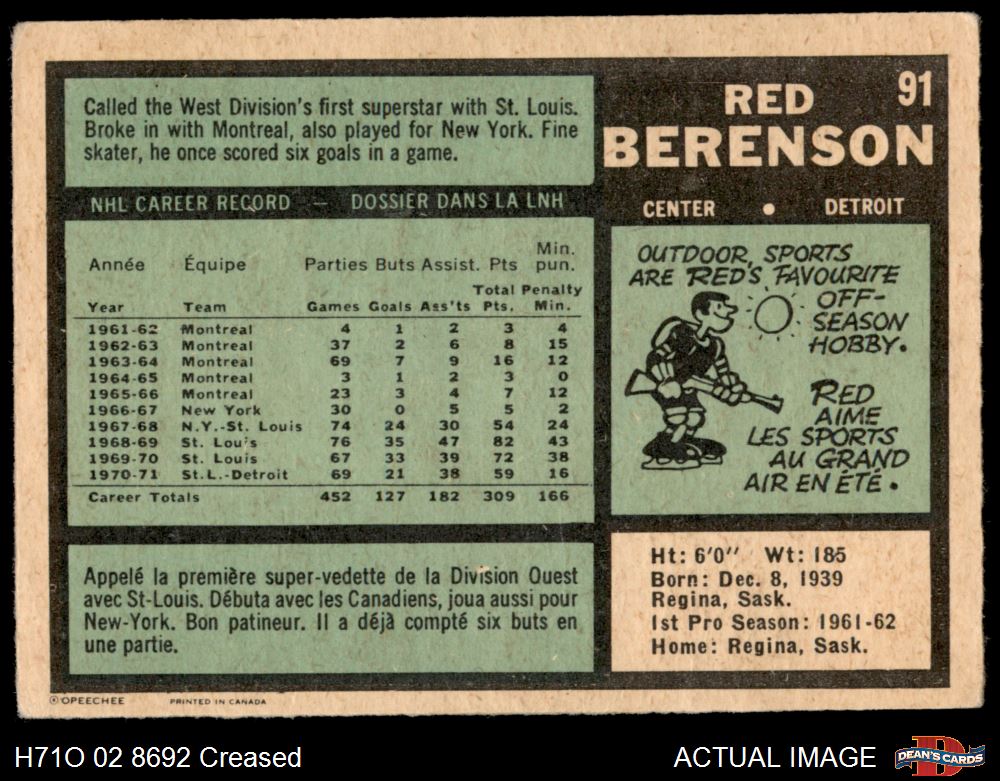 Called the West Division's first superstar with St. Louis.
Broke in with Montreal, also played for New York. Fine
skater, he once scored six goals in a game.
91
RED
BERENSON
CENTER • DETROIT
NHL CAREER RECORD — DOSSIER DANS LA LNH
Min.
Année Équipe Parties Buts Assist. Pts pun.
Total Penalty
Year Team Games Goals Ass'ts Pts. Min.
1961-62 Montreal 4 1 2 3 4
1962-63 Montreal 37 2 6 8 15
1963-64 Montreal 69 7 9 16 12
1964-65 Montreal 3 1 2 3 0
1965-66 Montreal 23 3 4 7 12
1966-67 New York 30 0 5 5 2
1967-68 N.Y.-St. Louis 74 24 30 54 24
1968-69 St. Lou's 76 35 47 82 43
1969-70 St. Louis 67 33 39 72 38
1970-71 St.L.-Detroit 69 21 38 59 16
Career Totals 452 127 182 309 166
OUTDOOR SPORTS
ARE RED'S FAVOURITE
OFF-
SEASON
HOBBY.
RED
AIME
LES SPORTS
AU GRAND
AIR EN ÉTÉ.
Appelé la première super-vedette de la Division Ouest
avec St-Louis. Débuta avec les Canadiens, joua aussi pour
New-York. Bon patineur. Il a déjà compté six buts en
une partie.
Ht: 6'0'' Wt: 185
Born: Dec. 8, 1939
Regina, Sask.
1st Pro Season: 1961-62
Home: Regina, Sask.
© OPEECHEE PRINTED IN CANADA
H71O 02 8692 Creased
ACTUAL IMAGE
DEAN'S CARDS